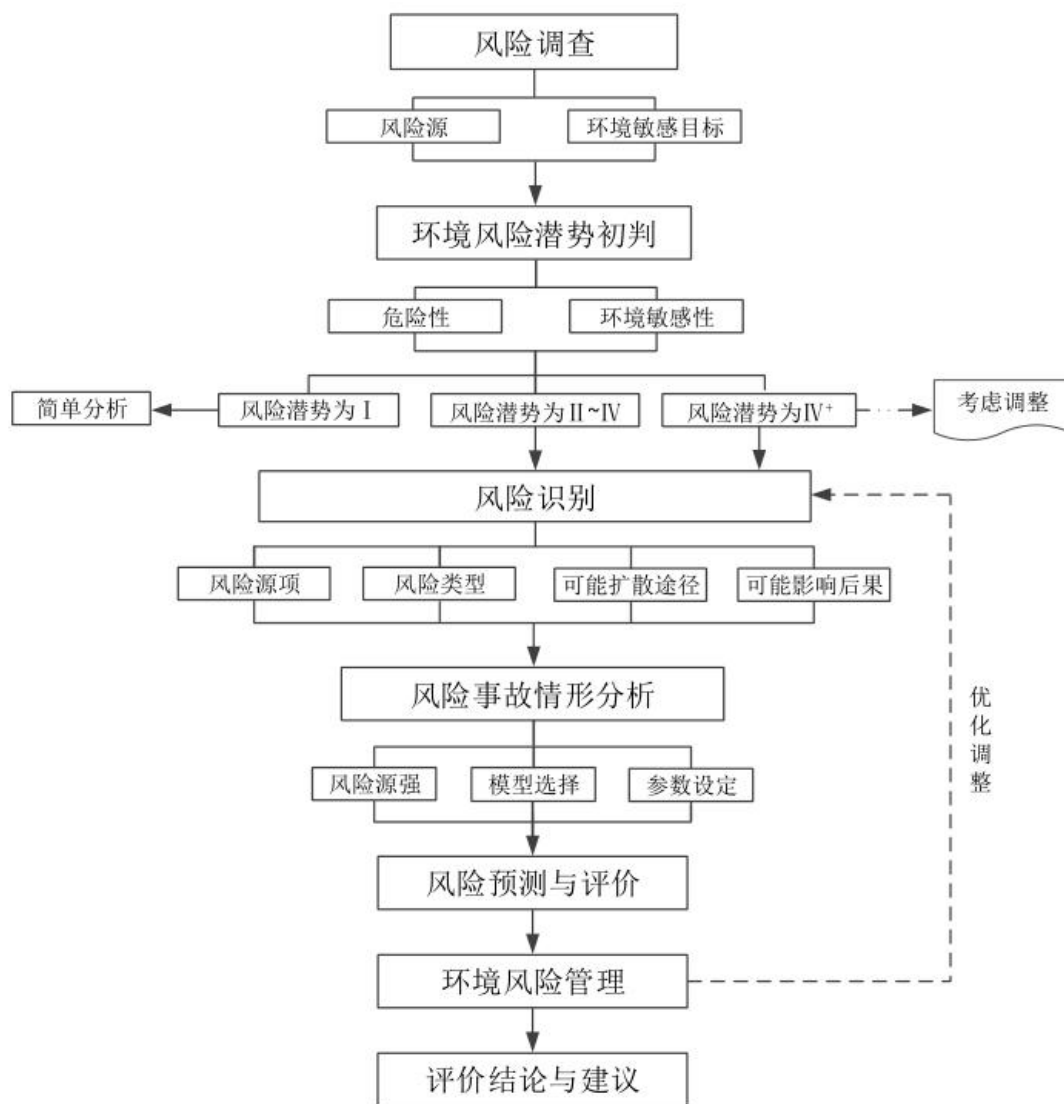 风险调查
风险源
环境敏感目标
环境风险潜势初判
危险性
环境敏感性
简单分析
风险潜势为Ⅰ
风险潜势为Ⅱ~Ⅳ
风险潜势为Ⅳ⁺
考虑调整
风险识别
风险源项
风险类型
可能扩散途径
可能影响后果
风险事故情形分析
风险源强
模型选择
参数设定
优化调整
风险预测与评价
环境风险管理
评价结论与建议